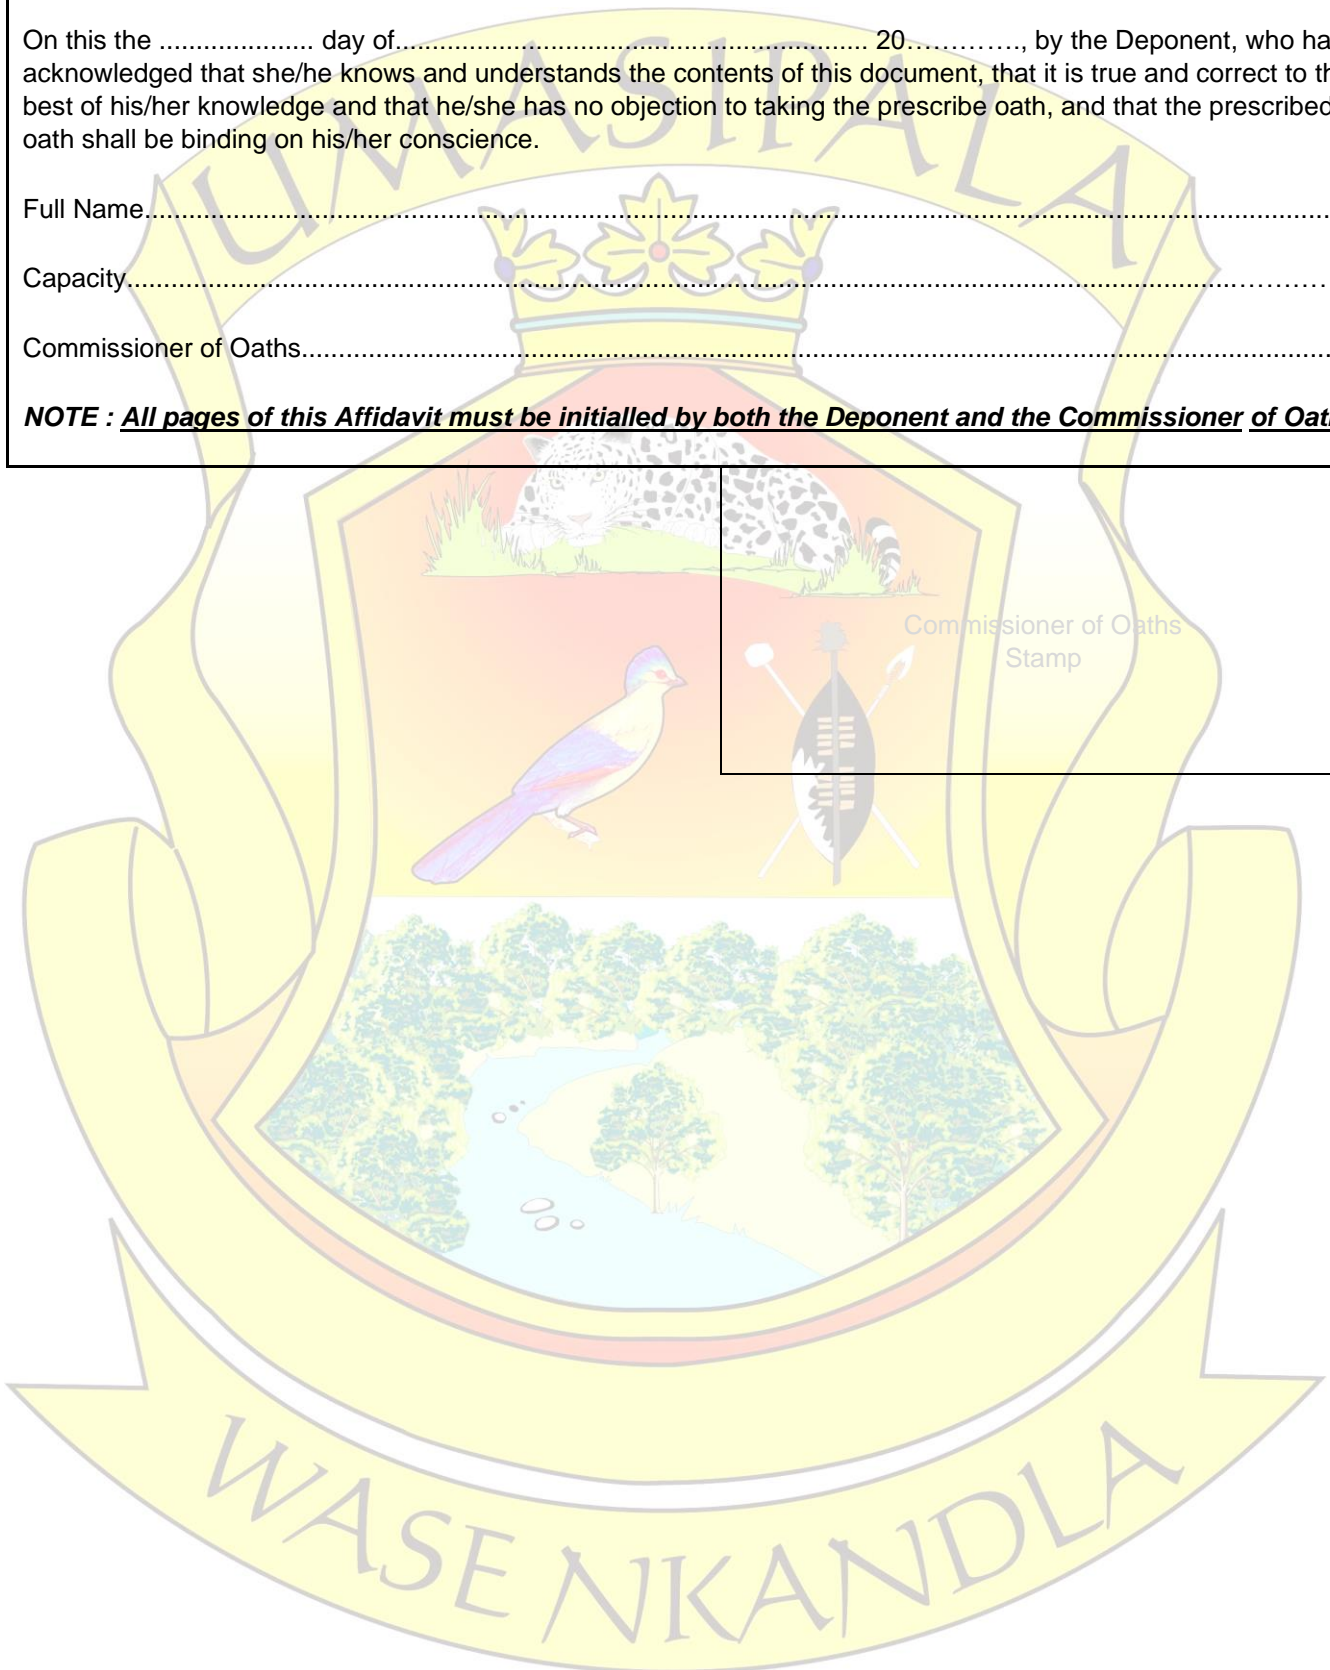 On this the ..................... day of................................................................ 20…………., by the Deponent, who ha
acknowledged that she/he knows and understands the contents of this document, that it is true and correct to th
best of his/her knowledge and that he/she has no objection to taking the prescribe oath, and that the prescribed
oath shall be binding on his/her conscience.
UMASIPALA
Full Name................................................................................................................................................................
Capacity......................................................................................................................................................…………
Commissioner of Oaths...........................................................................................................................................
NOTE : All pages of this Affidavit must be initialled by both the Deponent and the Commissioner of Oat
Commissioner of Oaths
Stamp
WASE NKANDLA